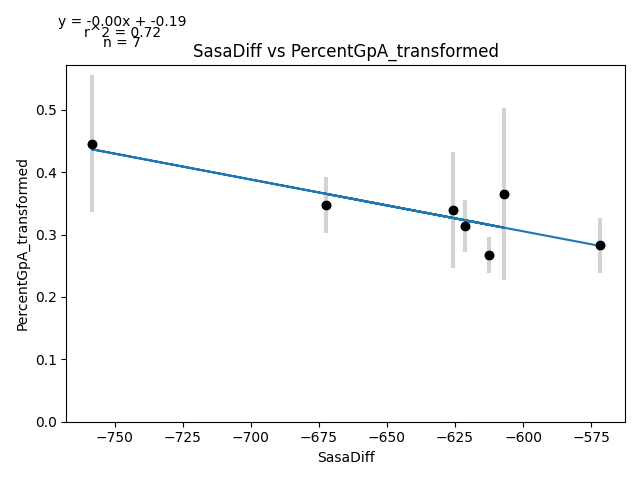 y = -0.00x + -0.19
r^2 = 0.72
n = 7
SasaDiff vs PercentGpA_transformed
PercentGpA_transformed
0.5
0.4
0.3
0.2
0.1
0.0
−750
−725
−700
−675
−650
−625
−600
−575
SasaDiff